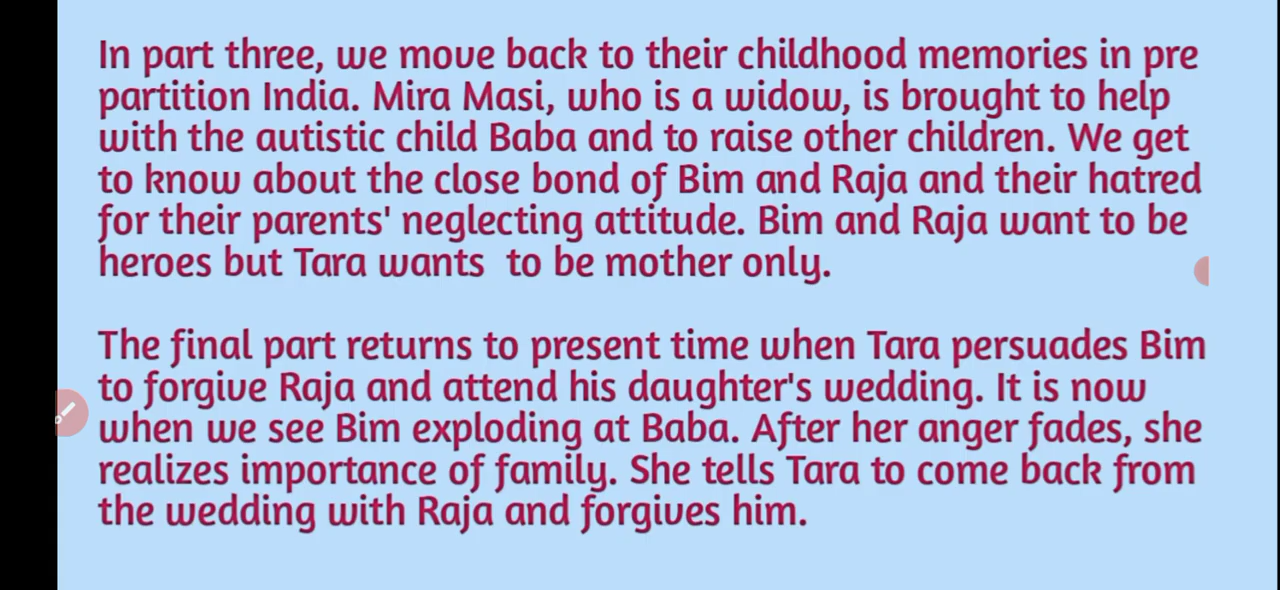 In part three, we move back to their childhood memories in pre
partition India. Mira Masi, who is a widow, is brought to help
with the autistic child Baba and to raise other children. We get
to know about the close bond of Bim and Raja and their hatred
for their parents' neglecting attitude. Bim and Raja want to be
heroes but Tara wants  to be mother only.
The final part returns to present time when Tara persuades Bim
to forgive Raja and attend his daughter's wedding. It is now
when we see Bim exploding at Baba. After her anger fades, she
realizes importance of family. She tells Tara to come back from
the wedding with Raja and forgives him.